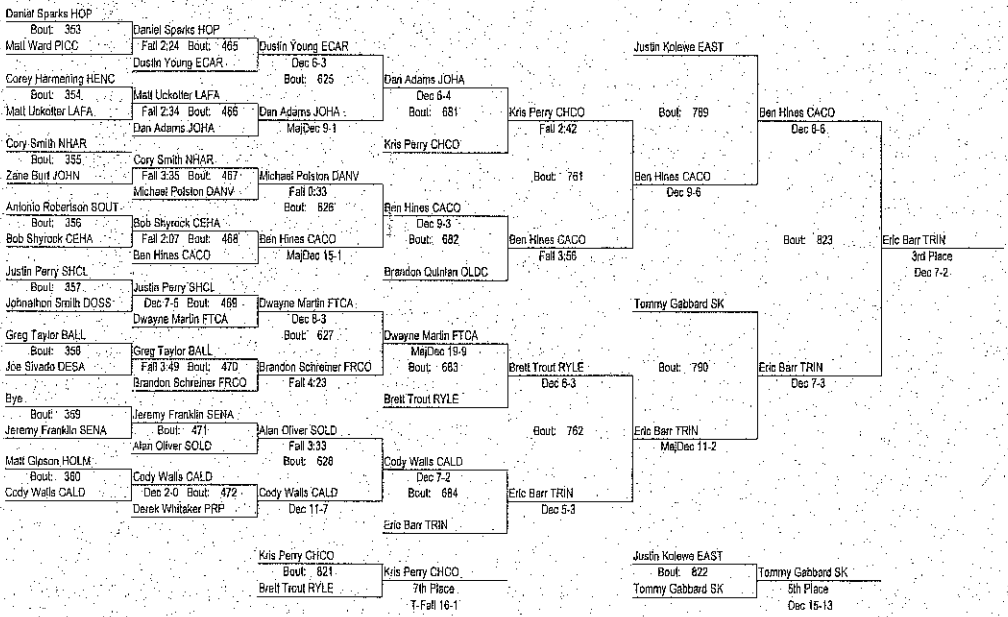 Daniel Sparks HOP
Bout: 353
Matt Ward PICC
Corey Harmening HENC
Bout: 354
Matt Uckotter LAFA
Cory Smith NHAR
Bout: 355
Zane Burt JOHN
Antonio Robertson SOUT
Bout: 356
Bob Shyrock CEHA
Justin Perry SHCL
Bout: 357
Johnathon Smith DOSS
Greg Taylor BALL
Bout: 358
Joe Sivado DESA
Bye
Bout: 359
Jeremy Franklin SENA
Matt Gipson HOLM
Bout: 360
Cody Walls CALD
Daniel Sparks HOP
Fall 2:24 Bout: 465
Dustin Young ECAR
Matt Uckotter LAFA
Fall 2:34 Bout: 466
Dan Adams JOHA
Cory Smith NHAR
Fall 3:35 Bout: 467
Michael Polston DANV
Bob Shyrock CEHA
Fall 2:07 Bout: 468
Ben Hines CACO
Justin Perry SHCL
Dec 7-5 Bout: 469
Dwayne Martin FTCA
Greg Taylor BALL
Fall 3:49 Bout: 470
Brandon Schreiner FRCO
Jeremy Franklin SENA
Bout: 471
Alan Oliver SOLD
Cody Walls CALD
Dec 2-0 Bout: 472
Derek Whitaker PRP
Dustin Young ECAR
Dec 6-3
Bout: 625
Dan Adams JOHA
MajDec 9-1
Michael Polston DANV
Fall 0:33
Bout: 626
Ben Hines CACO
MajDec 15-1
Dwayne Martin FTCA
Dec 8-3
Bout: 627
Brandon Schreiner FRCO
Fall 4:23
Alan Oliver SOLD
Fall 3:33
Bout: 628
Cody Walls CALD
Dec 11-7
Dan Adams JOHA
Dec 6-4
Bout: 681
Kris Perry CHCO
Ben Hines CACO
Dec 9-3
Bout: 682
Brandon Quinlan OLDC
Dwayne Martin FTCA
MajDec 19-9
Bout: 683
Brett Trout RYLE
Cody Walls CALD
Dec 7-2
Bout: 684
Eric Barr TRIN
Kris Perry CHCO
Fall 2:42
Bout: 761
Ben Hines CACO
Fall 3:56
Brett Trout RYLE
Dec 6-3
Bout: 762
Eric Barr TRIN
Dec 5-3
Justin Kolewe EAST
Bout: 789
Ben Hines CACO
Dec 9-6
Tommy Gabbard SK
Bout: 790
Eric Barr TRIN
MajDec 11-2
Ben Hines CACO
Dec 8-6
Bout: 823
Eric Barr TRIN
Dec 7-3
Eric Barr TRIN
3rd Place
Dec 7-2
Kris Perry CHCO
Bout: 821
Brett Trout RYLE
Kris Perry CHCO
7th Place
T-Fall 16-1
Justin Kolewe EAST
Bout: 822
Tommy Gabbard SK
Tommy Gabbard SK
5th Place
Dec 15-13